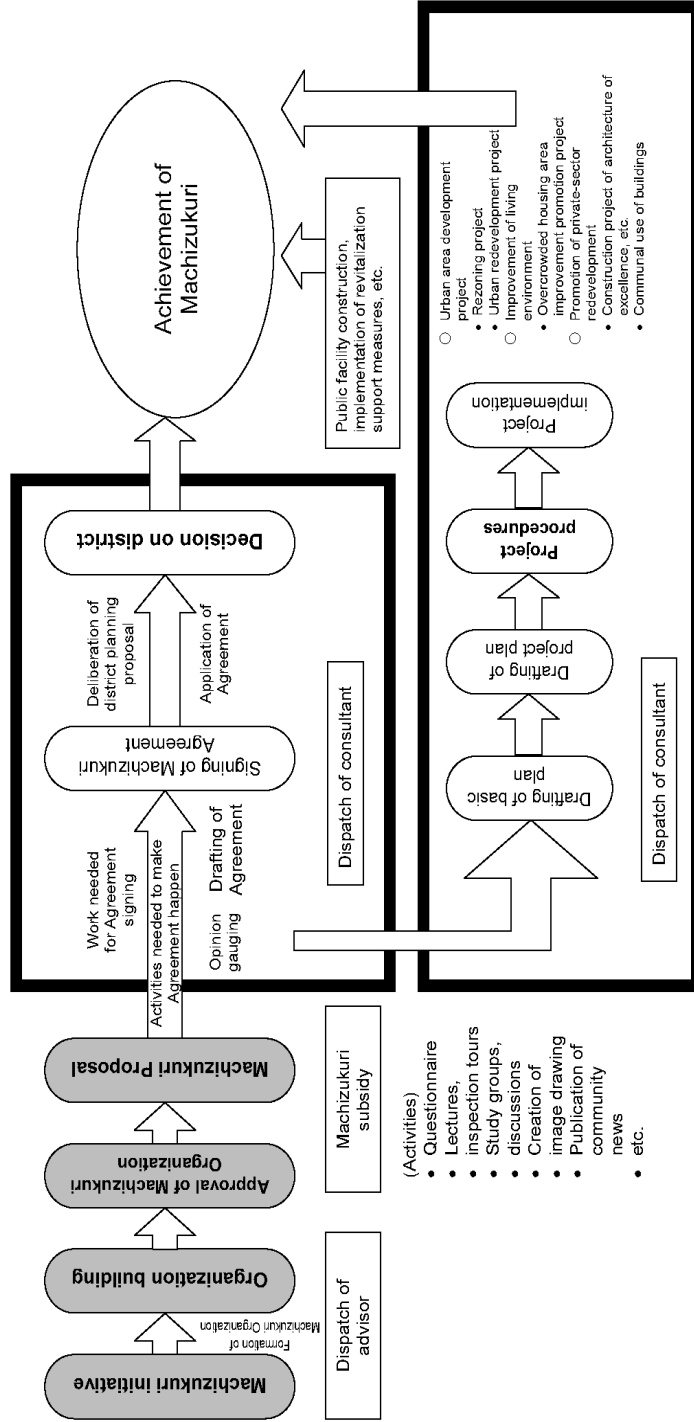 Machizukuri initiative
Formation of
Machizukuri Organization
Organization building
Approval of Machizukuri
Organization
Machizukuri Proposal
Dispatch of
advisor
Machizukuri
subsidy
(Activities)
• Questionnaire
• Lectures,
• inspection tours
• Study groups,
• discussions
• Creation of
• image drawing
• Publication of
community
news
• etc.
Work needed
for Agreement
signing
Activities needed to make
Agreement happen
Opinion
gauging
Drafting of
Agreement
Signing of Machizukuri
Agreement
Deliberation of
district planning
proposal
Application of
Agreement
Decision on district
Dispatch of consultant
Achievement of
Machizukuri
Public facility construction,
implementation of revitalization
support measures, etc.
Drafting of basic
plan
Drafting of
project plan
Project
procedures
Project
implementation
Dispatch of consultant
○ Urban area development
project
• Rezoning project
• Urban redevelopment project
○ Improvement of living
environment
• Overcrowded housing area
improvement promotion project
○ Promotion of private-sector
redevelopment
• Construction project of architecture of
excellence, etc.
• Communal use of buildings